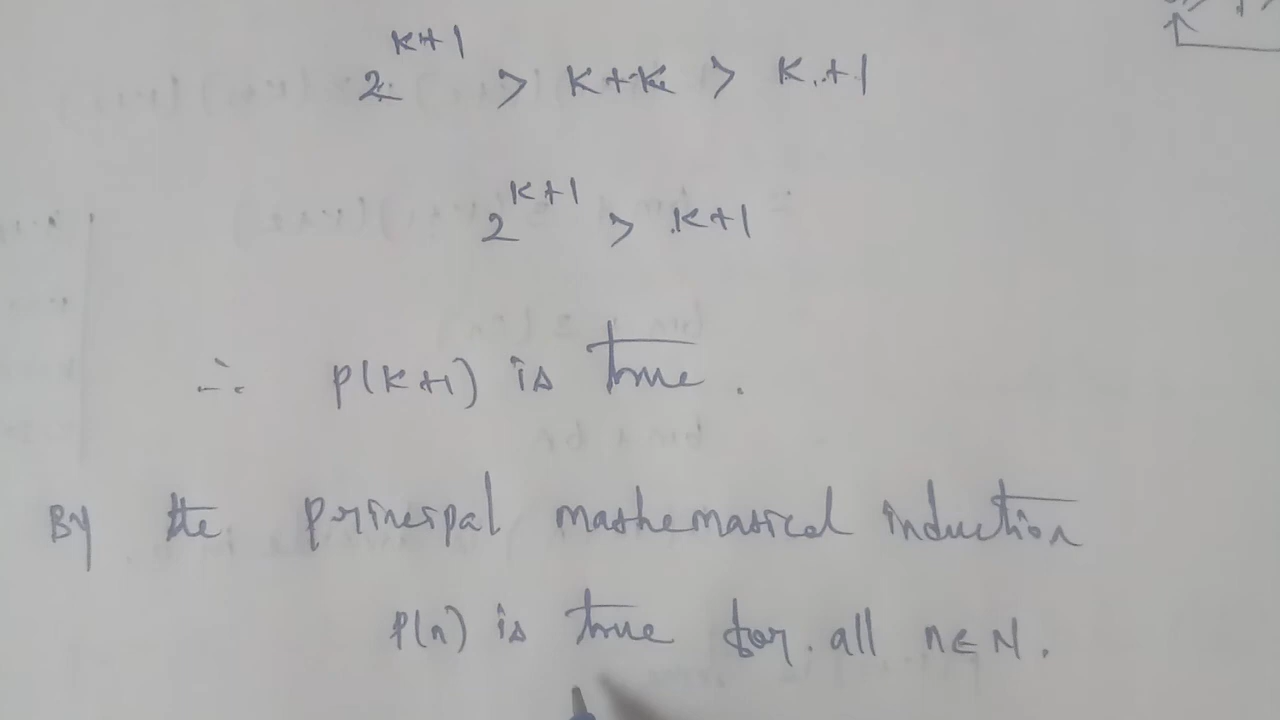 2^{k+1} > k+k > k+1
2^{k+1} > k+1
∴ P(k+1) is true.
By the principal mathematical induction
P(n) is true for all n∈N.